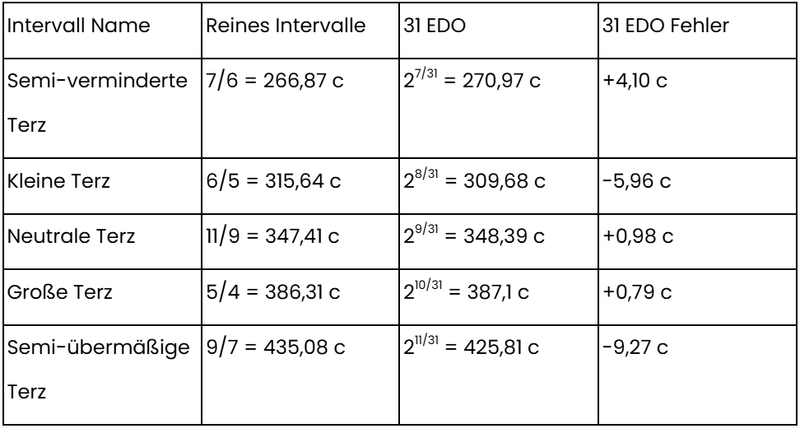 Intervall Name Reines Intervalle 31 EDO 31 EDO Fehler
Semi-verminderte 7/6 = 266,87 c 2^7/31 = 270,97 c +4,10 c
Terz
Kleine Terz 6/5 = 315,64 c 2^8/31 = 309,68 c -5,96 c
Neutrale Terz 11/9 = 347,41 c 2^9/31 = 348,39 c +0,98 c
Große Terz 5/4 = 386,31 c 2^10/31 = 387,1 c +0,79 c
Semi-übermäßige 9/7 = 435,08 c 2^11/31 = 425,81 c -9,27 c
Terz